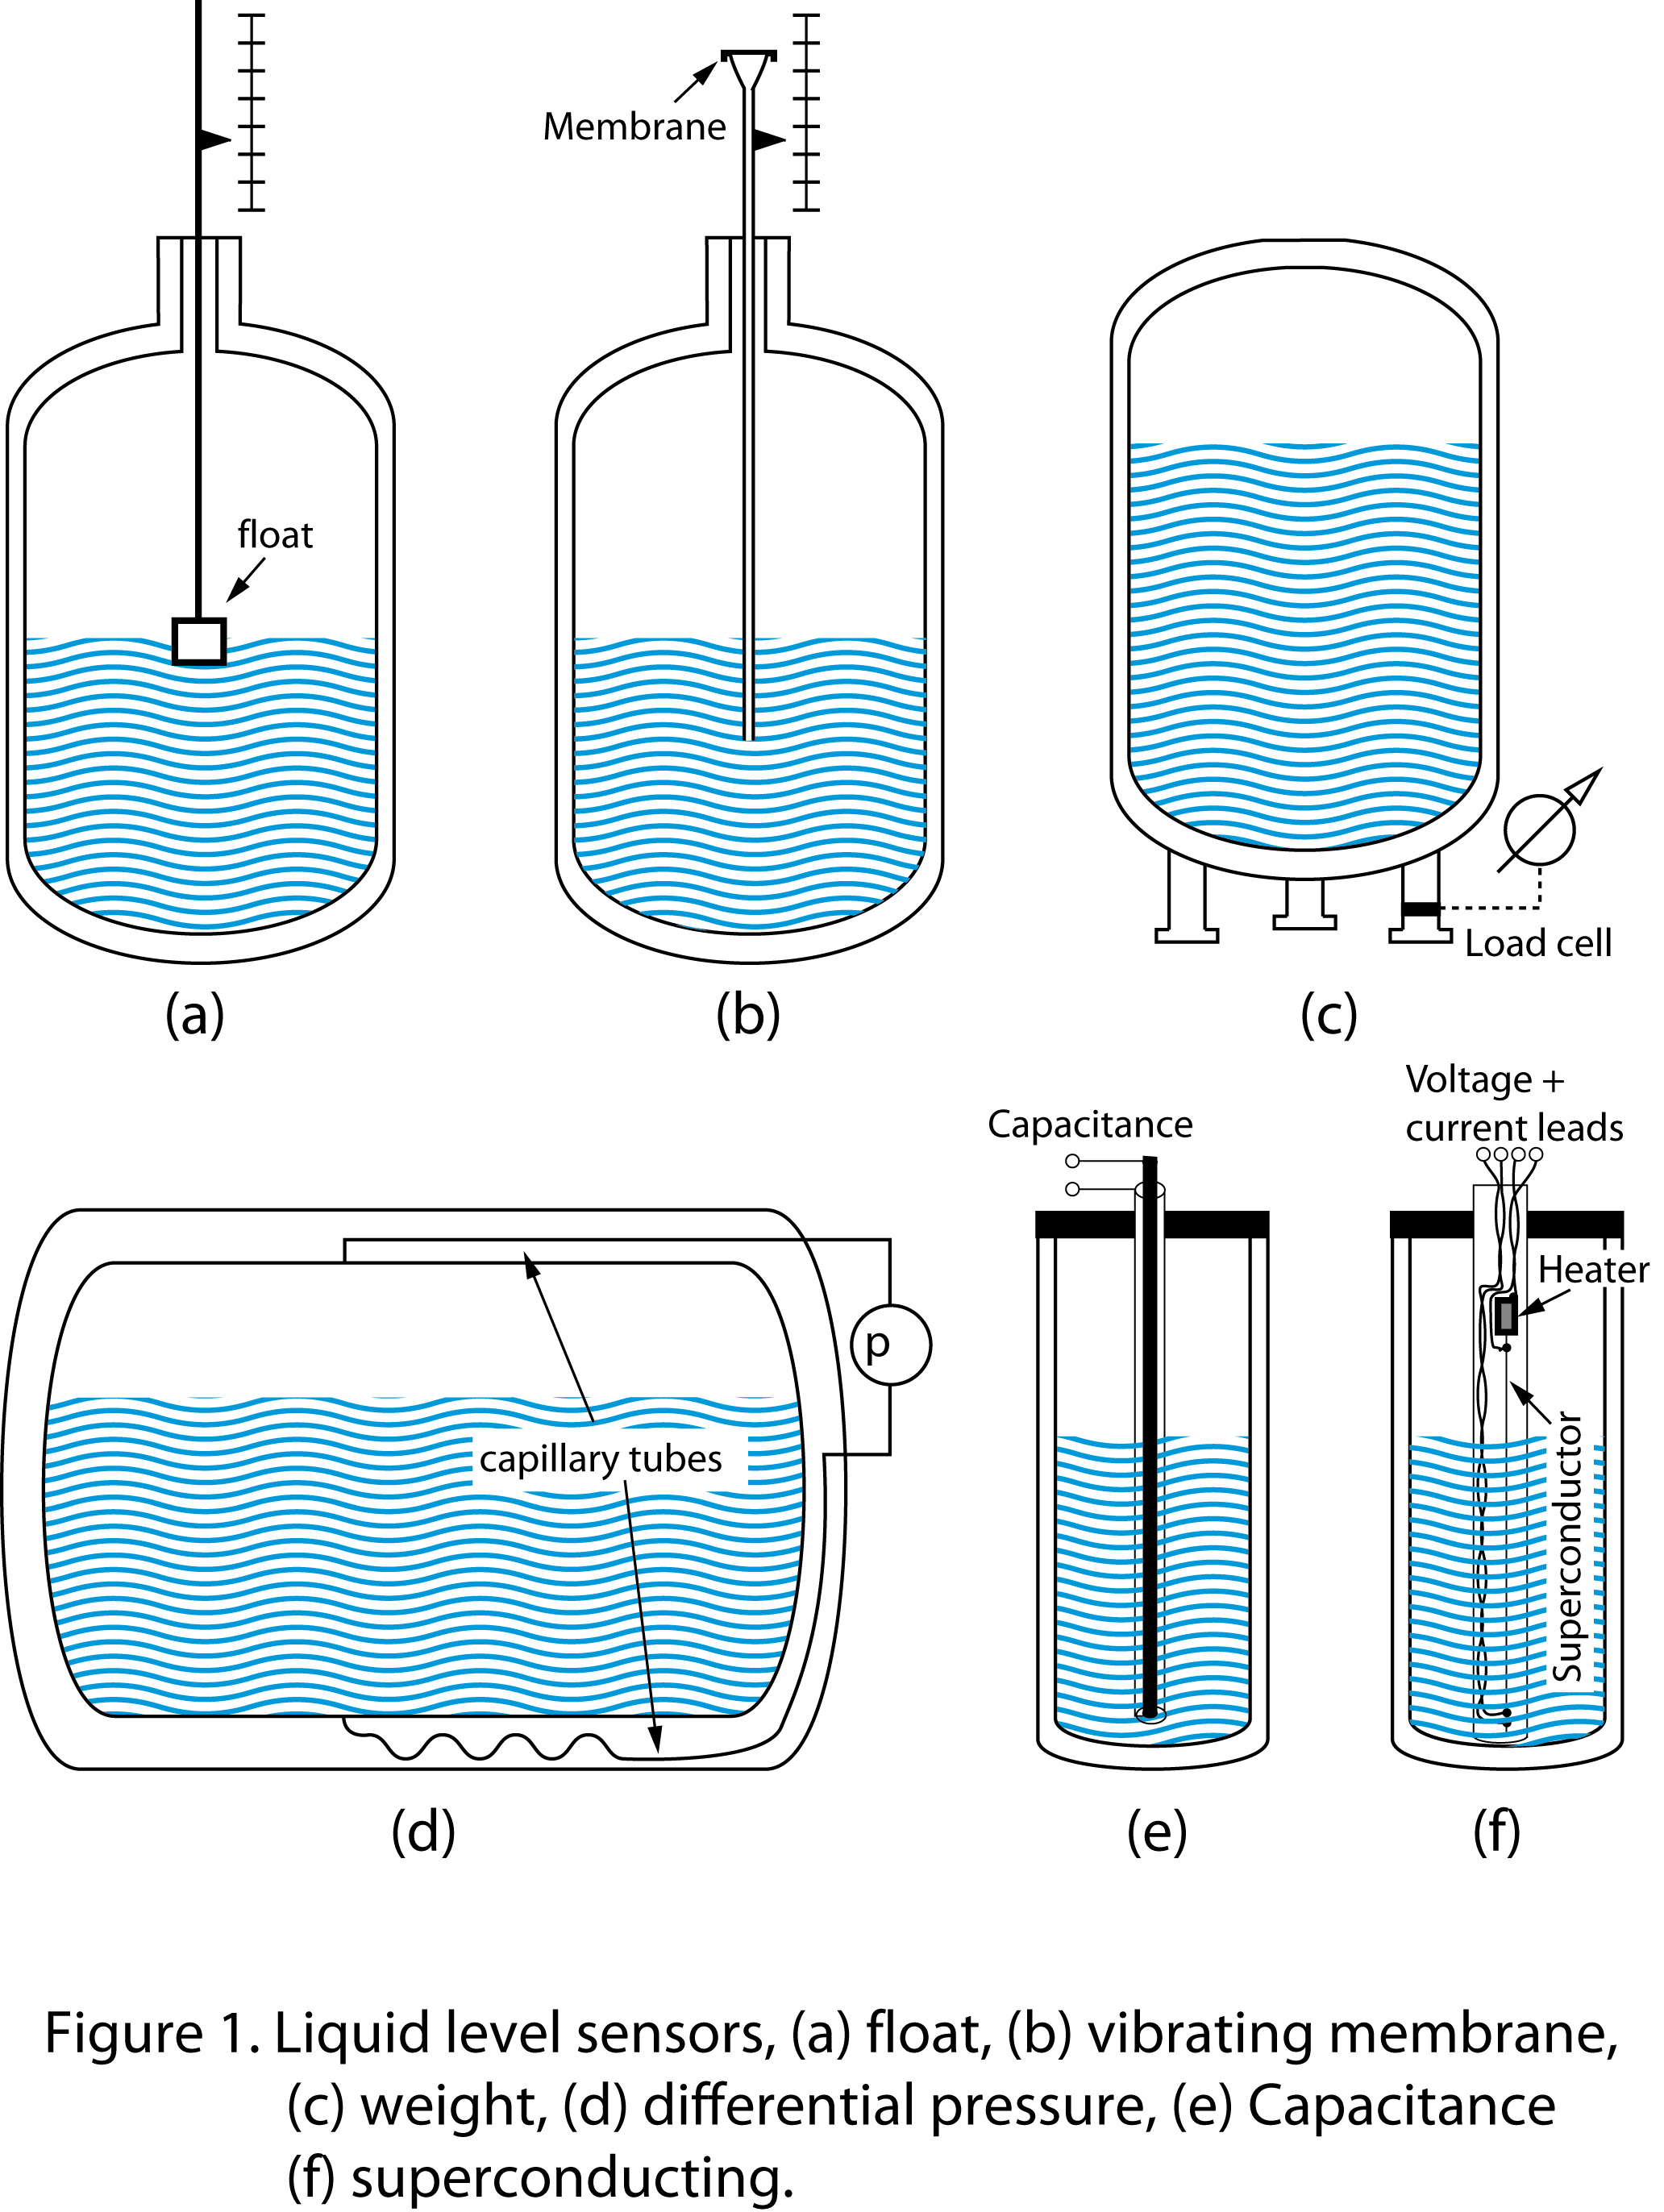 Membrane
float
Load cell
(a)
(b)
(c)
Voltage +
current leads
Capacitance
Heater
p
capillary tubes
Superconductor
(d)
(e)
(f)
Figure 1. Liquid level sensors, (a) float, (b) vibrating membrane,
(c) weight, (d) differential pressure, (e) Capacitance
(f) superconducting.